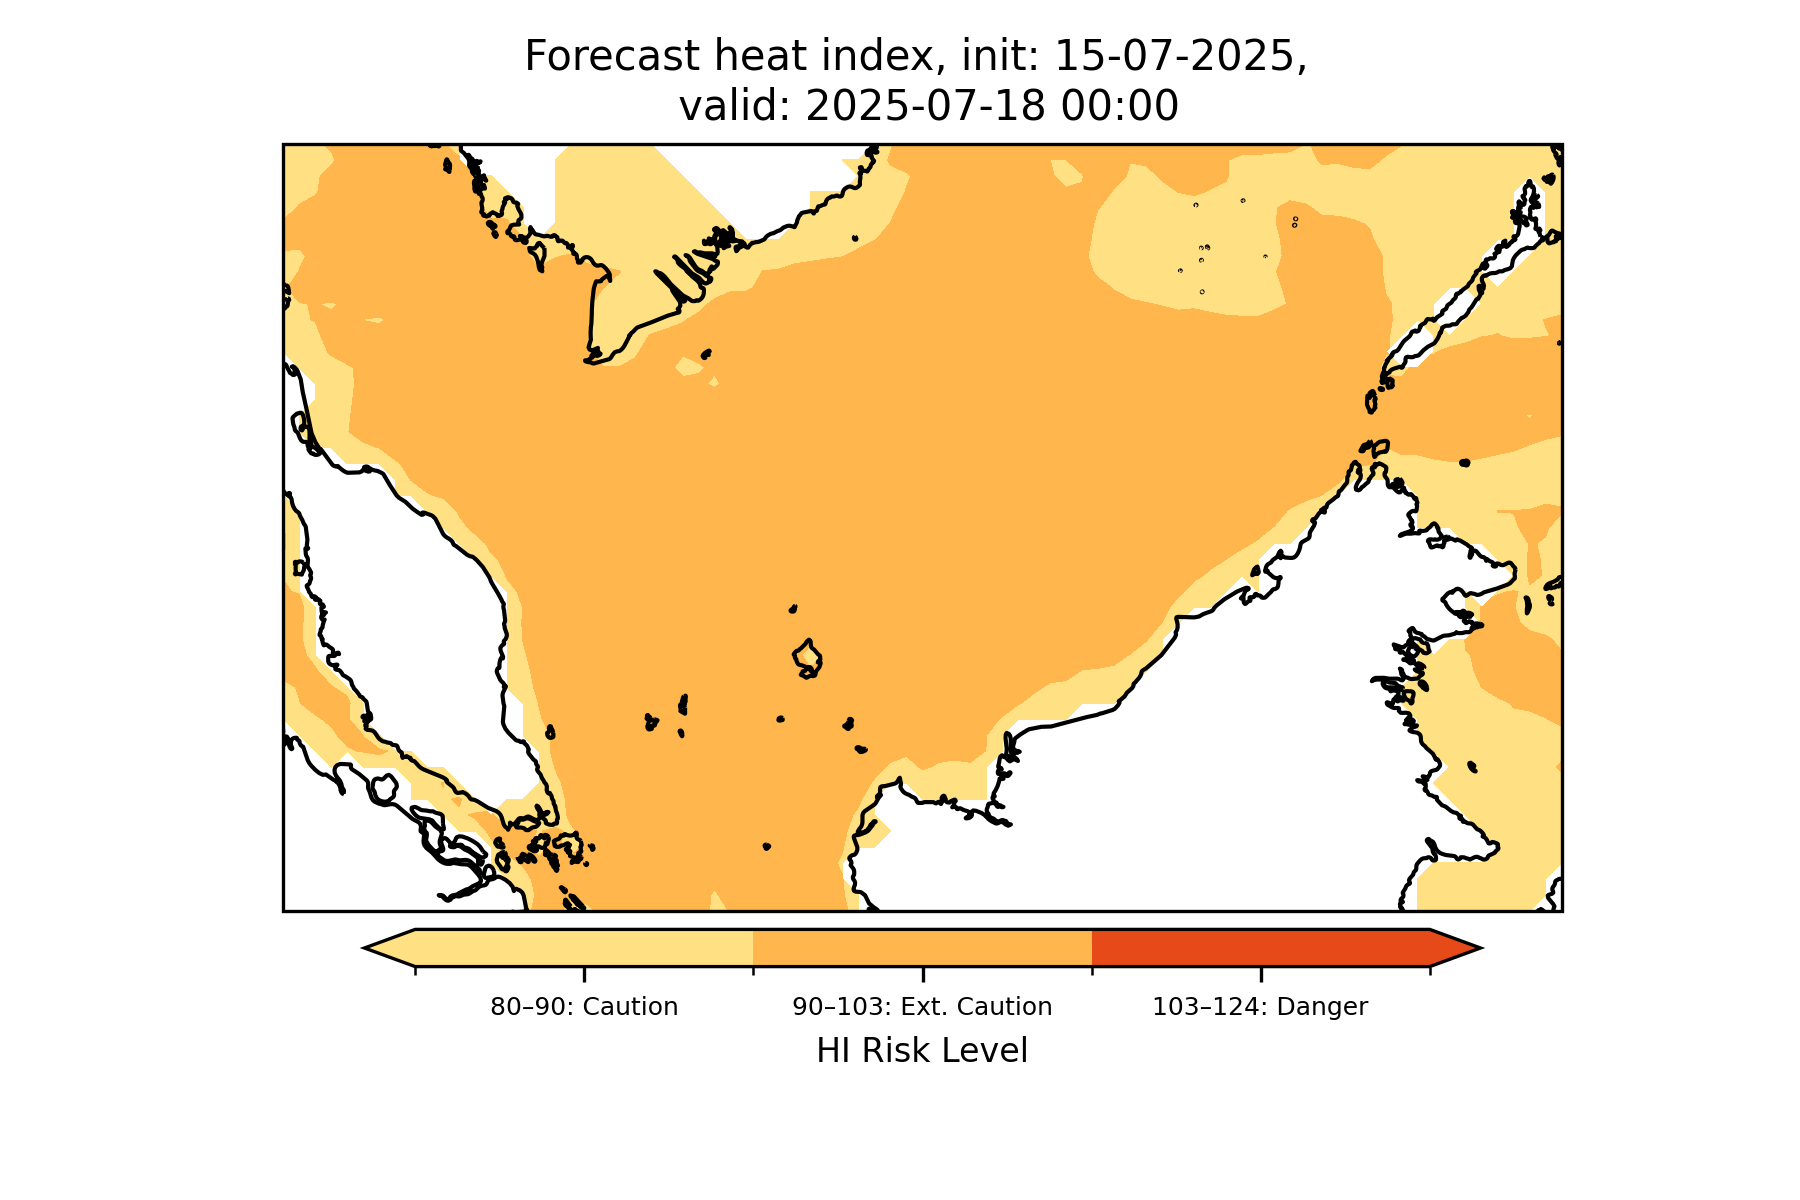 Forecast heat index, init: 15-07-2025,
valid: 2025-07-18 00:00
80–90: Caution
90–103: Ext. Caution
103–124: Danger
HI Risk Level